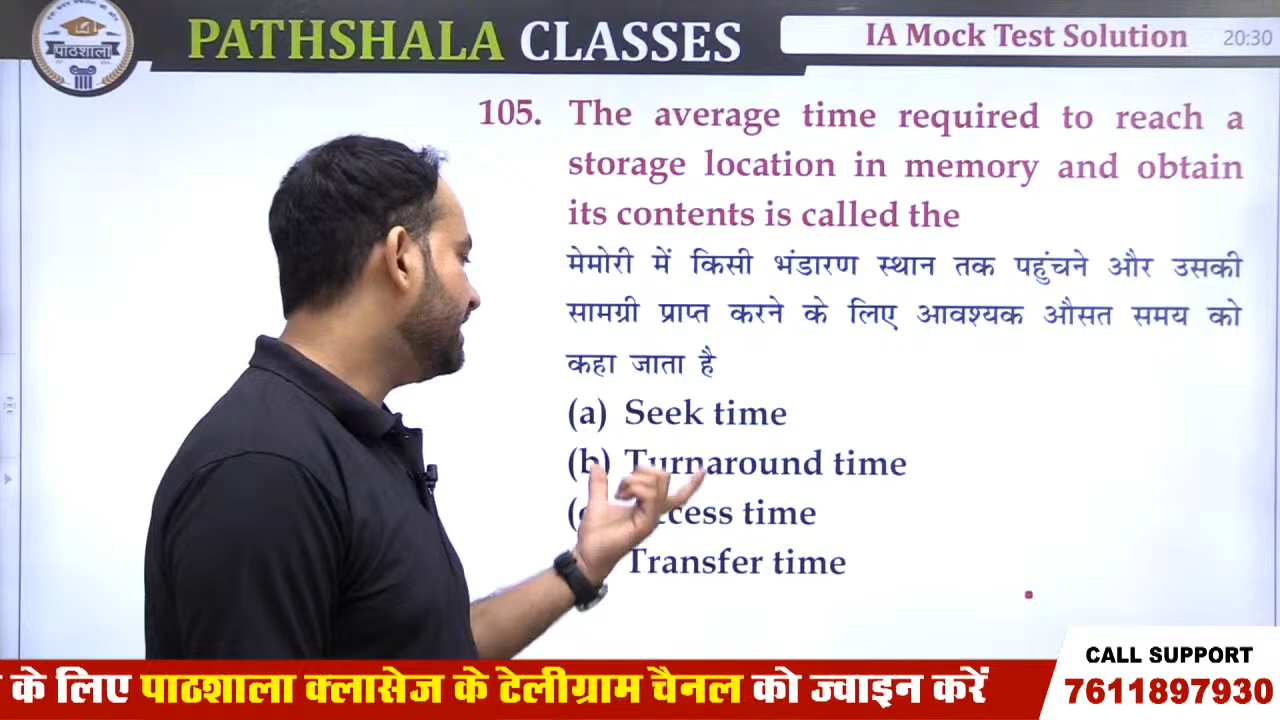 पाठशाला
PATHSHALA CLASSES
IA Mock Test Solution 20:30
105. The average time required to reach a
storage location in memory and obtain
its contents is called the
मेमोरी में किसी भंडारण स्थान तक पहुंचने और उसकी
सामग्री प्राप्त करने के लिए आवश्यक औसत समय को
कहा जाता है
(a) Seek time
(b) Turnaround time
time
Transfer time
के लिए पाठशाला क्लासेज के टेलीग्राम चैनल को ज्वाइन करें
CALL SUPPORT
7611897930